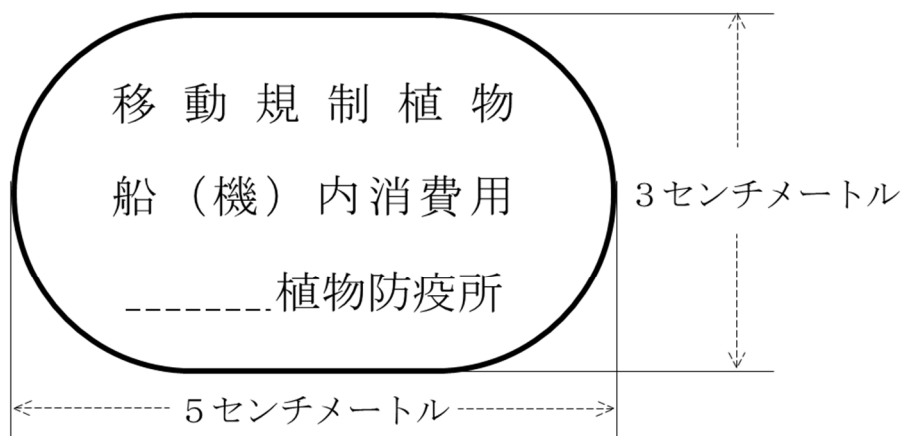 移動規制植物
船（機）内消費用
_______植物防疫所
３センチメートル
５センチメートル